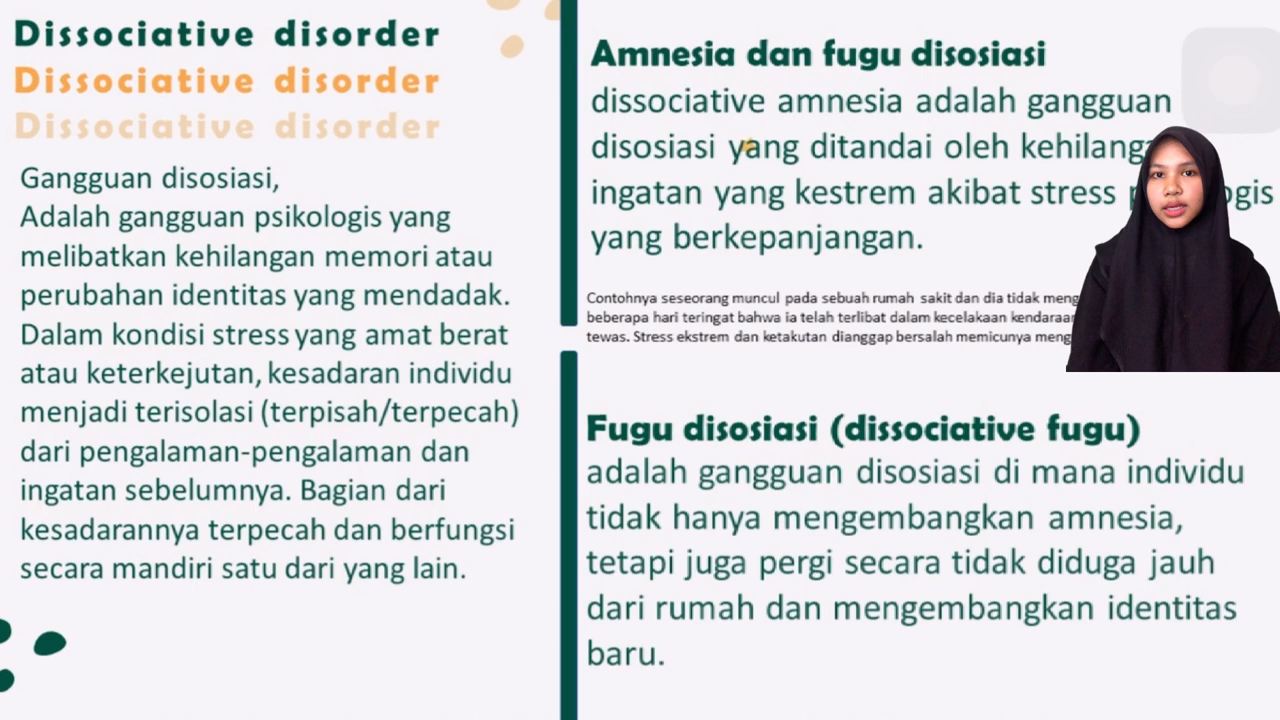 Dissociative disorder
Dissociative disorder
Dissociative disorder
Gangguan disosiasi,
Adalah gangguan psikologis yang
melibatkan kehilangan memori atau
perubahan identitas yang mendadak.
Dalam kondisi stress yang amat berat
atau keterkejutan, kesadaran individu
menjadi terisolasi (terpisah/terpecah)
dari pengalaman-pengalaman dan
ingatan sebelumnya. Bagian dari
kesadarannya terpecah dan berfungsi
secara mandiri satu dari yang lain.
Amnesia dan fugu disosiasi
dissociative amnesia adalah gangguan
disosiasi yang ditandai oleh
ingatan yang kestrem akibat stress
yang berkepanjangan.
Contohnya seseorang muncul pada sebuah rumah sakit dan dia tidak
beberapa hari teringat bahwa ia telah terlibat dalam kecelakaan
tewas. Stress ekstrem dan ketakutan dianggap bersalah memicunya
Fugu disosiasi (dissociative fugu)
adalah gangguan disosiasi di mana individu
tidak hanya mengembangkan amnesia,
tetapi juga pergi secara tidak diduga jauh
dari rumah dan mengembangkan identitas
baru.